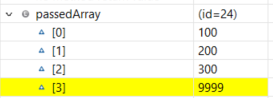 passedArray (id=24)
[0] 100
[1] 200
[2] 300
[3] 9999